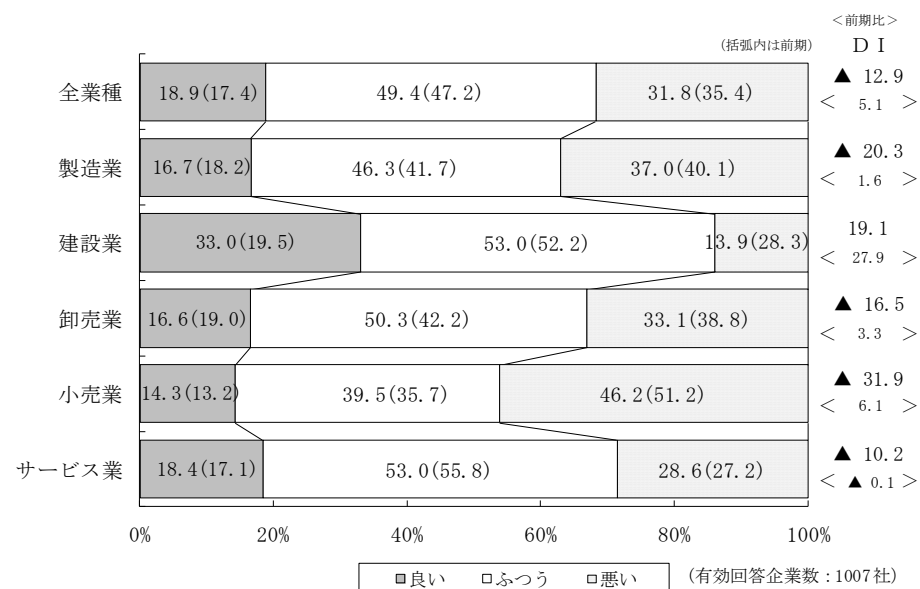 ＜前期比＞
(括弧内は前期) ＤＩ
全業種 18.9(17.4) 49.4(47.2) 31.8(35.4) ▲ 12.9
＜ 5.1 ＞
製造業 16.7(18.2) 46.3(41.7) 37.0(40.1) ▲ 20.3
＜ 1.6 ＞
建設業 33.0(19.5) 53.0(52.2) 13.9(28.3) 19.1
＜ 27.9 ＞
卸売業 16.6(19.0) 50.3(42.2) 33.1(38.8) ▲ 16.5
＜ 3.3 ＞
小売業 14.3(13.2) 39.5(35.7) 46.2(51.2) ▲ 31.9
＜ 6.1 ＞
サービス業 18.4(17.1) 53.0(55.8) 28.6(27.2) ▲ 10.2
＜ ▲ 0.1 ＞
0% 20% 40% 60% 80% 100%
良い ふつう 悪い (有効回答企業数：1007社)